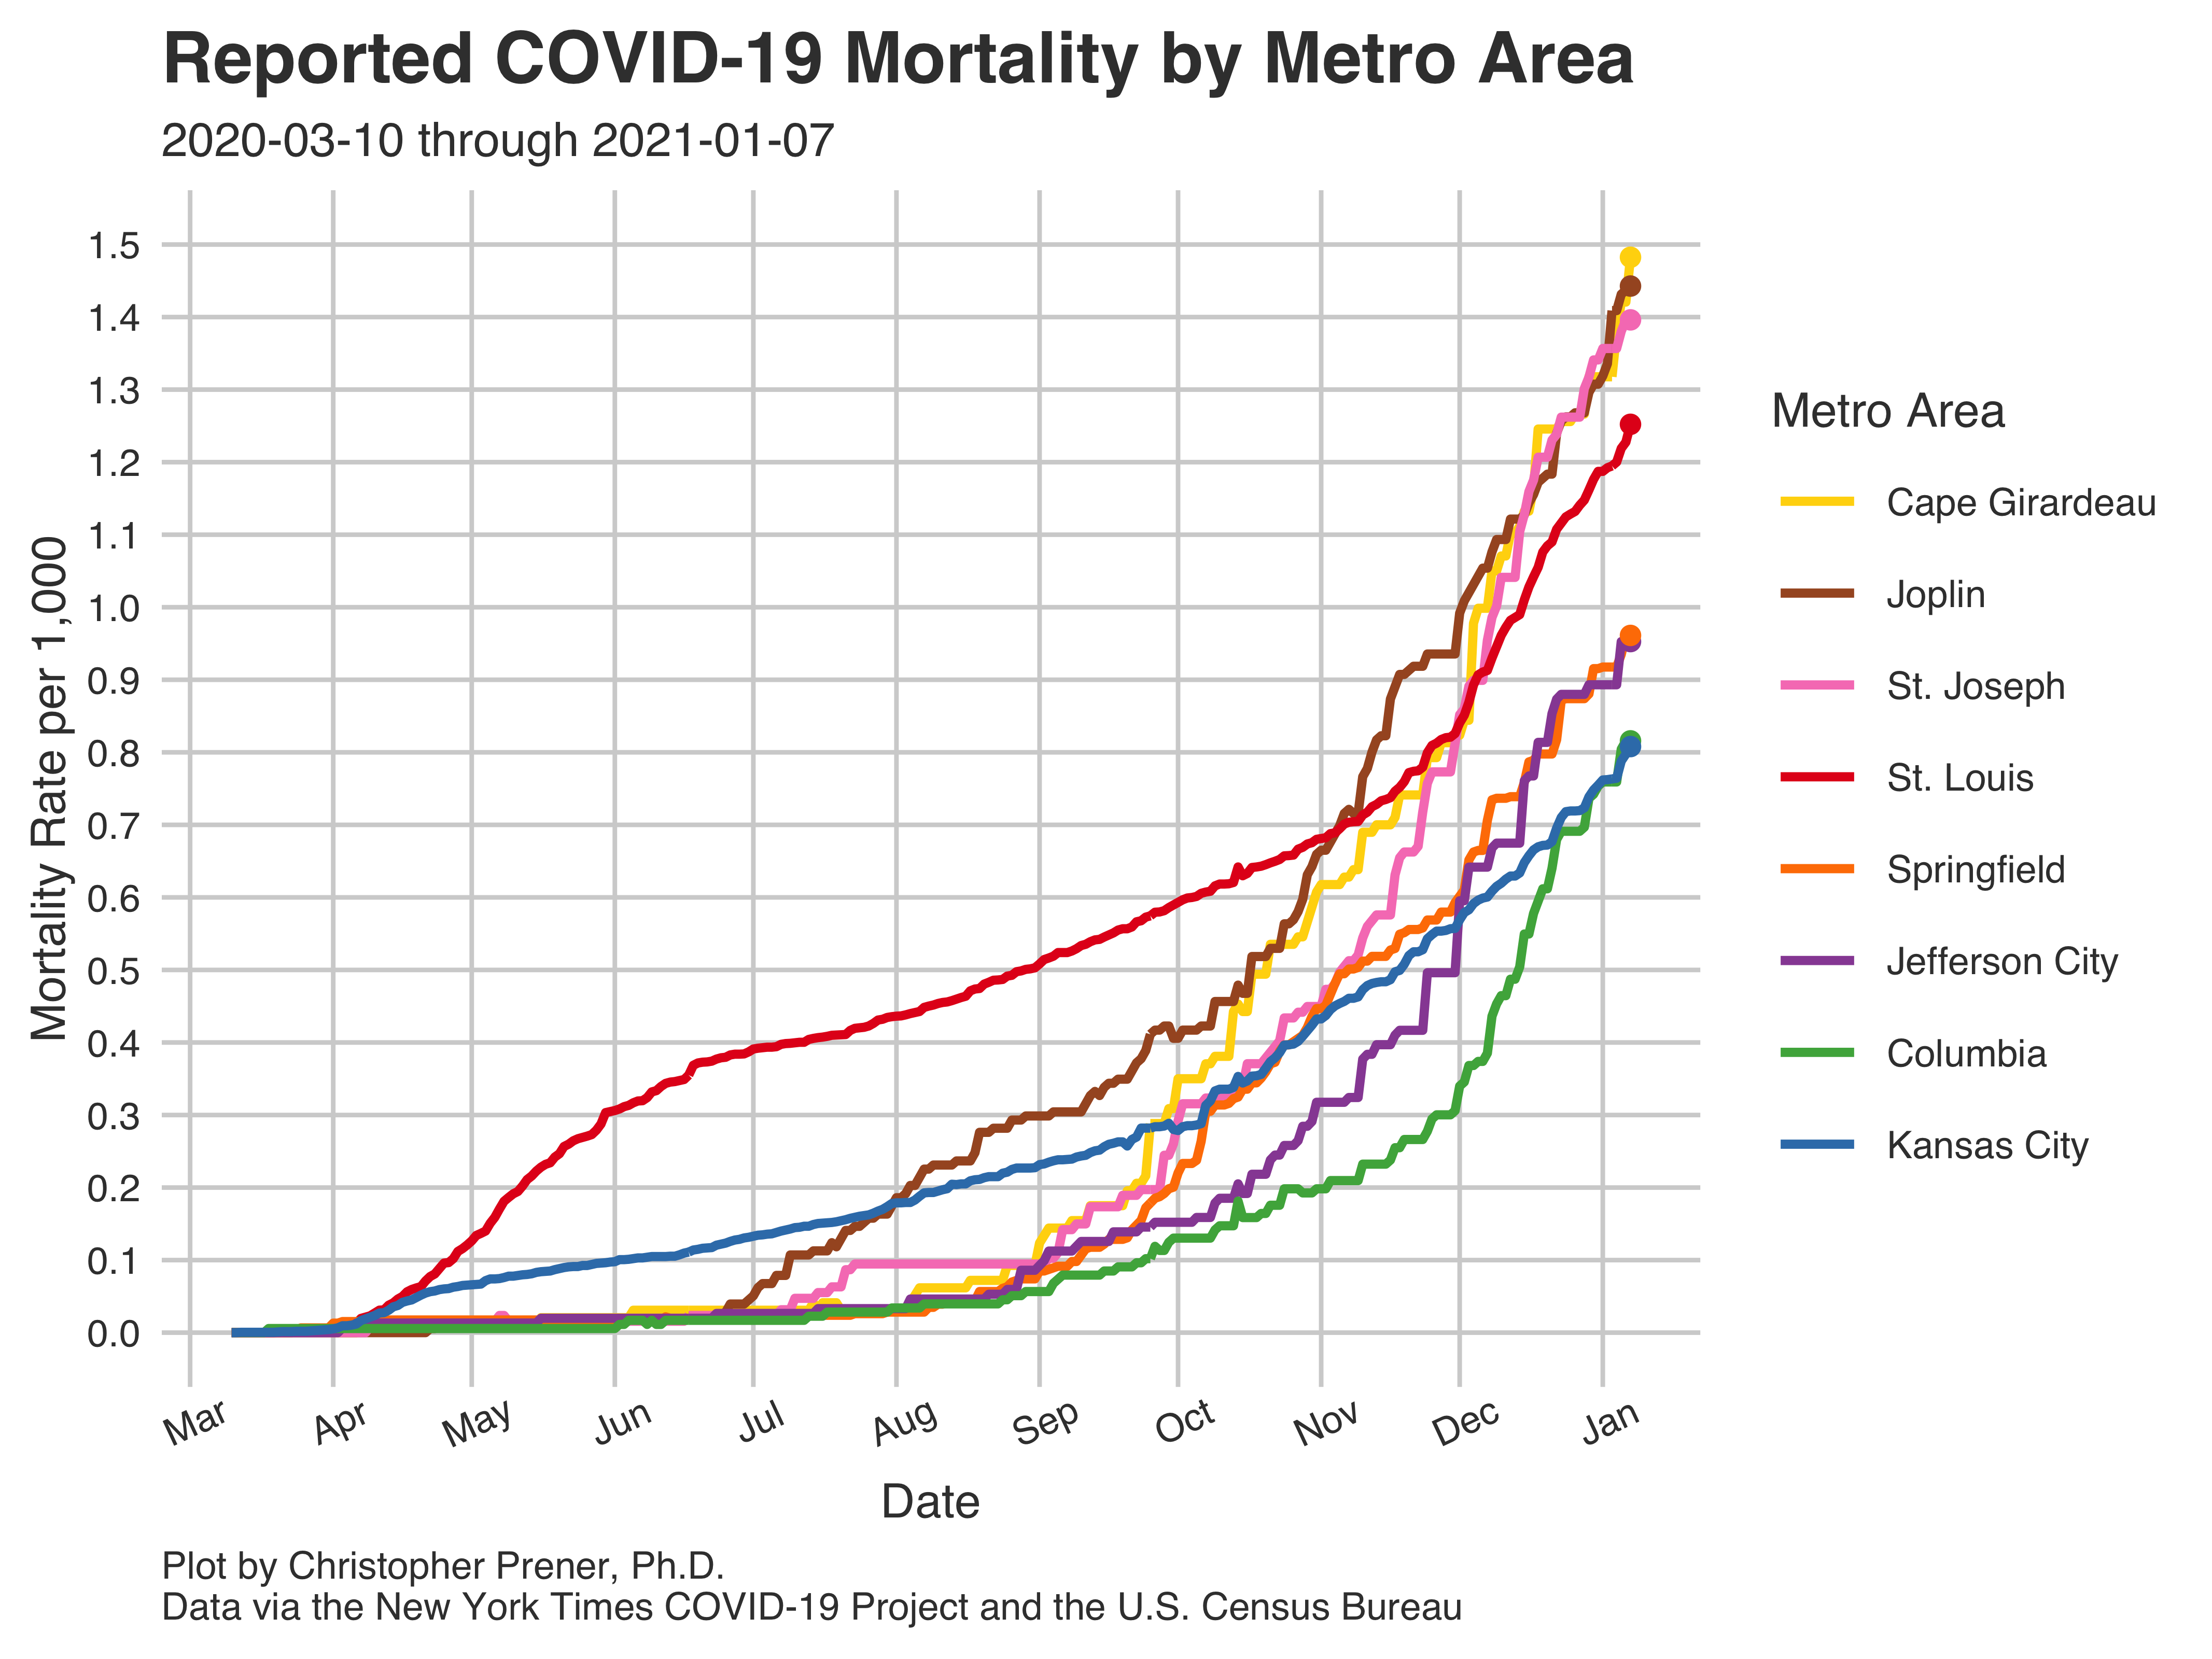 Reported COVID-19 Mortality by Metro Area
2020-03-10 through 2021-01-07
Mortality Rate per 1,000
1.5
1.4
1.3
1.2
1.1
1.0
0.9
0.8
0.7
0.6
0.5
0.4
0.3
0.2
0.1
0.0
Mar
Apr
May
Jun
Jul
Aug
Sep
Oct
Nov
Dec
Jan
Date
Metro Area
Cape Girardeau
Joplin
St. Joseph
St. Louis
Springfield
Jefferson City
Columbia
Kansas City
Plot by Christopher Prener, Ph.D.
Data via the New York Times COVID-19 Project and the U.S. Census Bureau